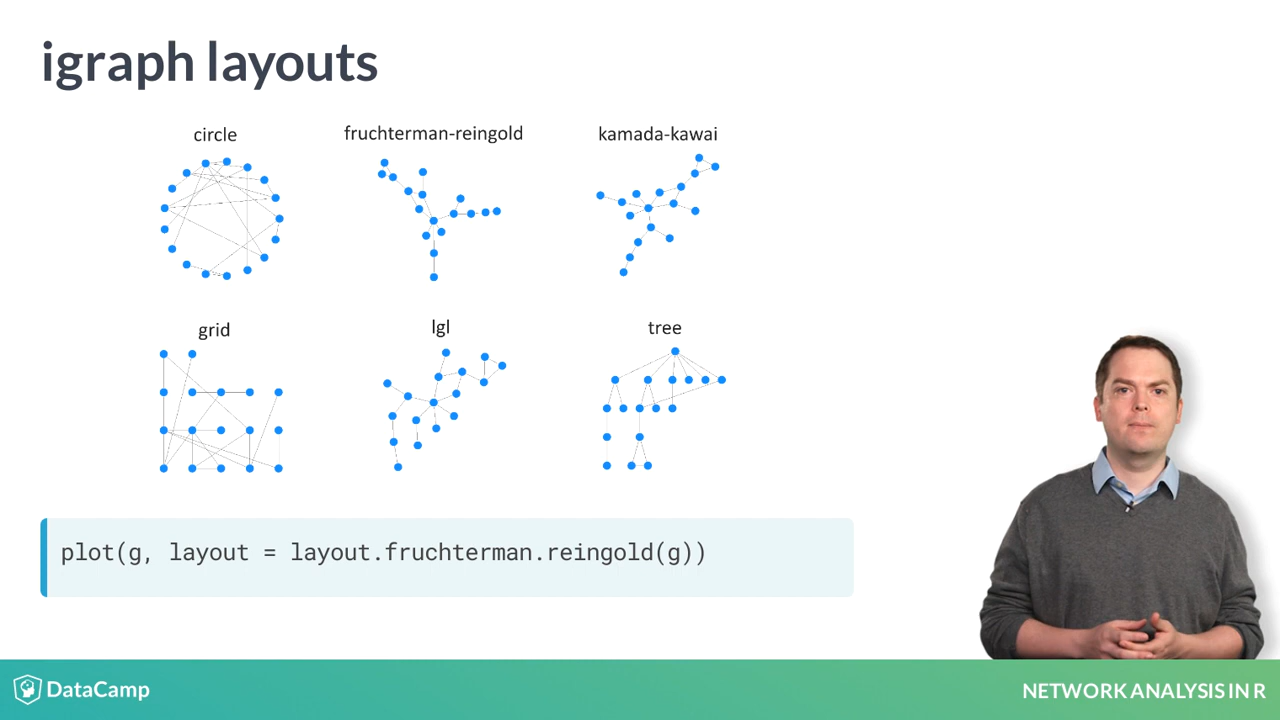 igraph layouts
circle
fruchterman-reingold
kamada-kawai
grid
lgl
tree
plot(g, layout = layout.fruchterman.reingold(g))
DataCamp
NETWORK ANALYSIS IN R